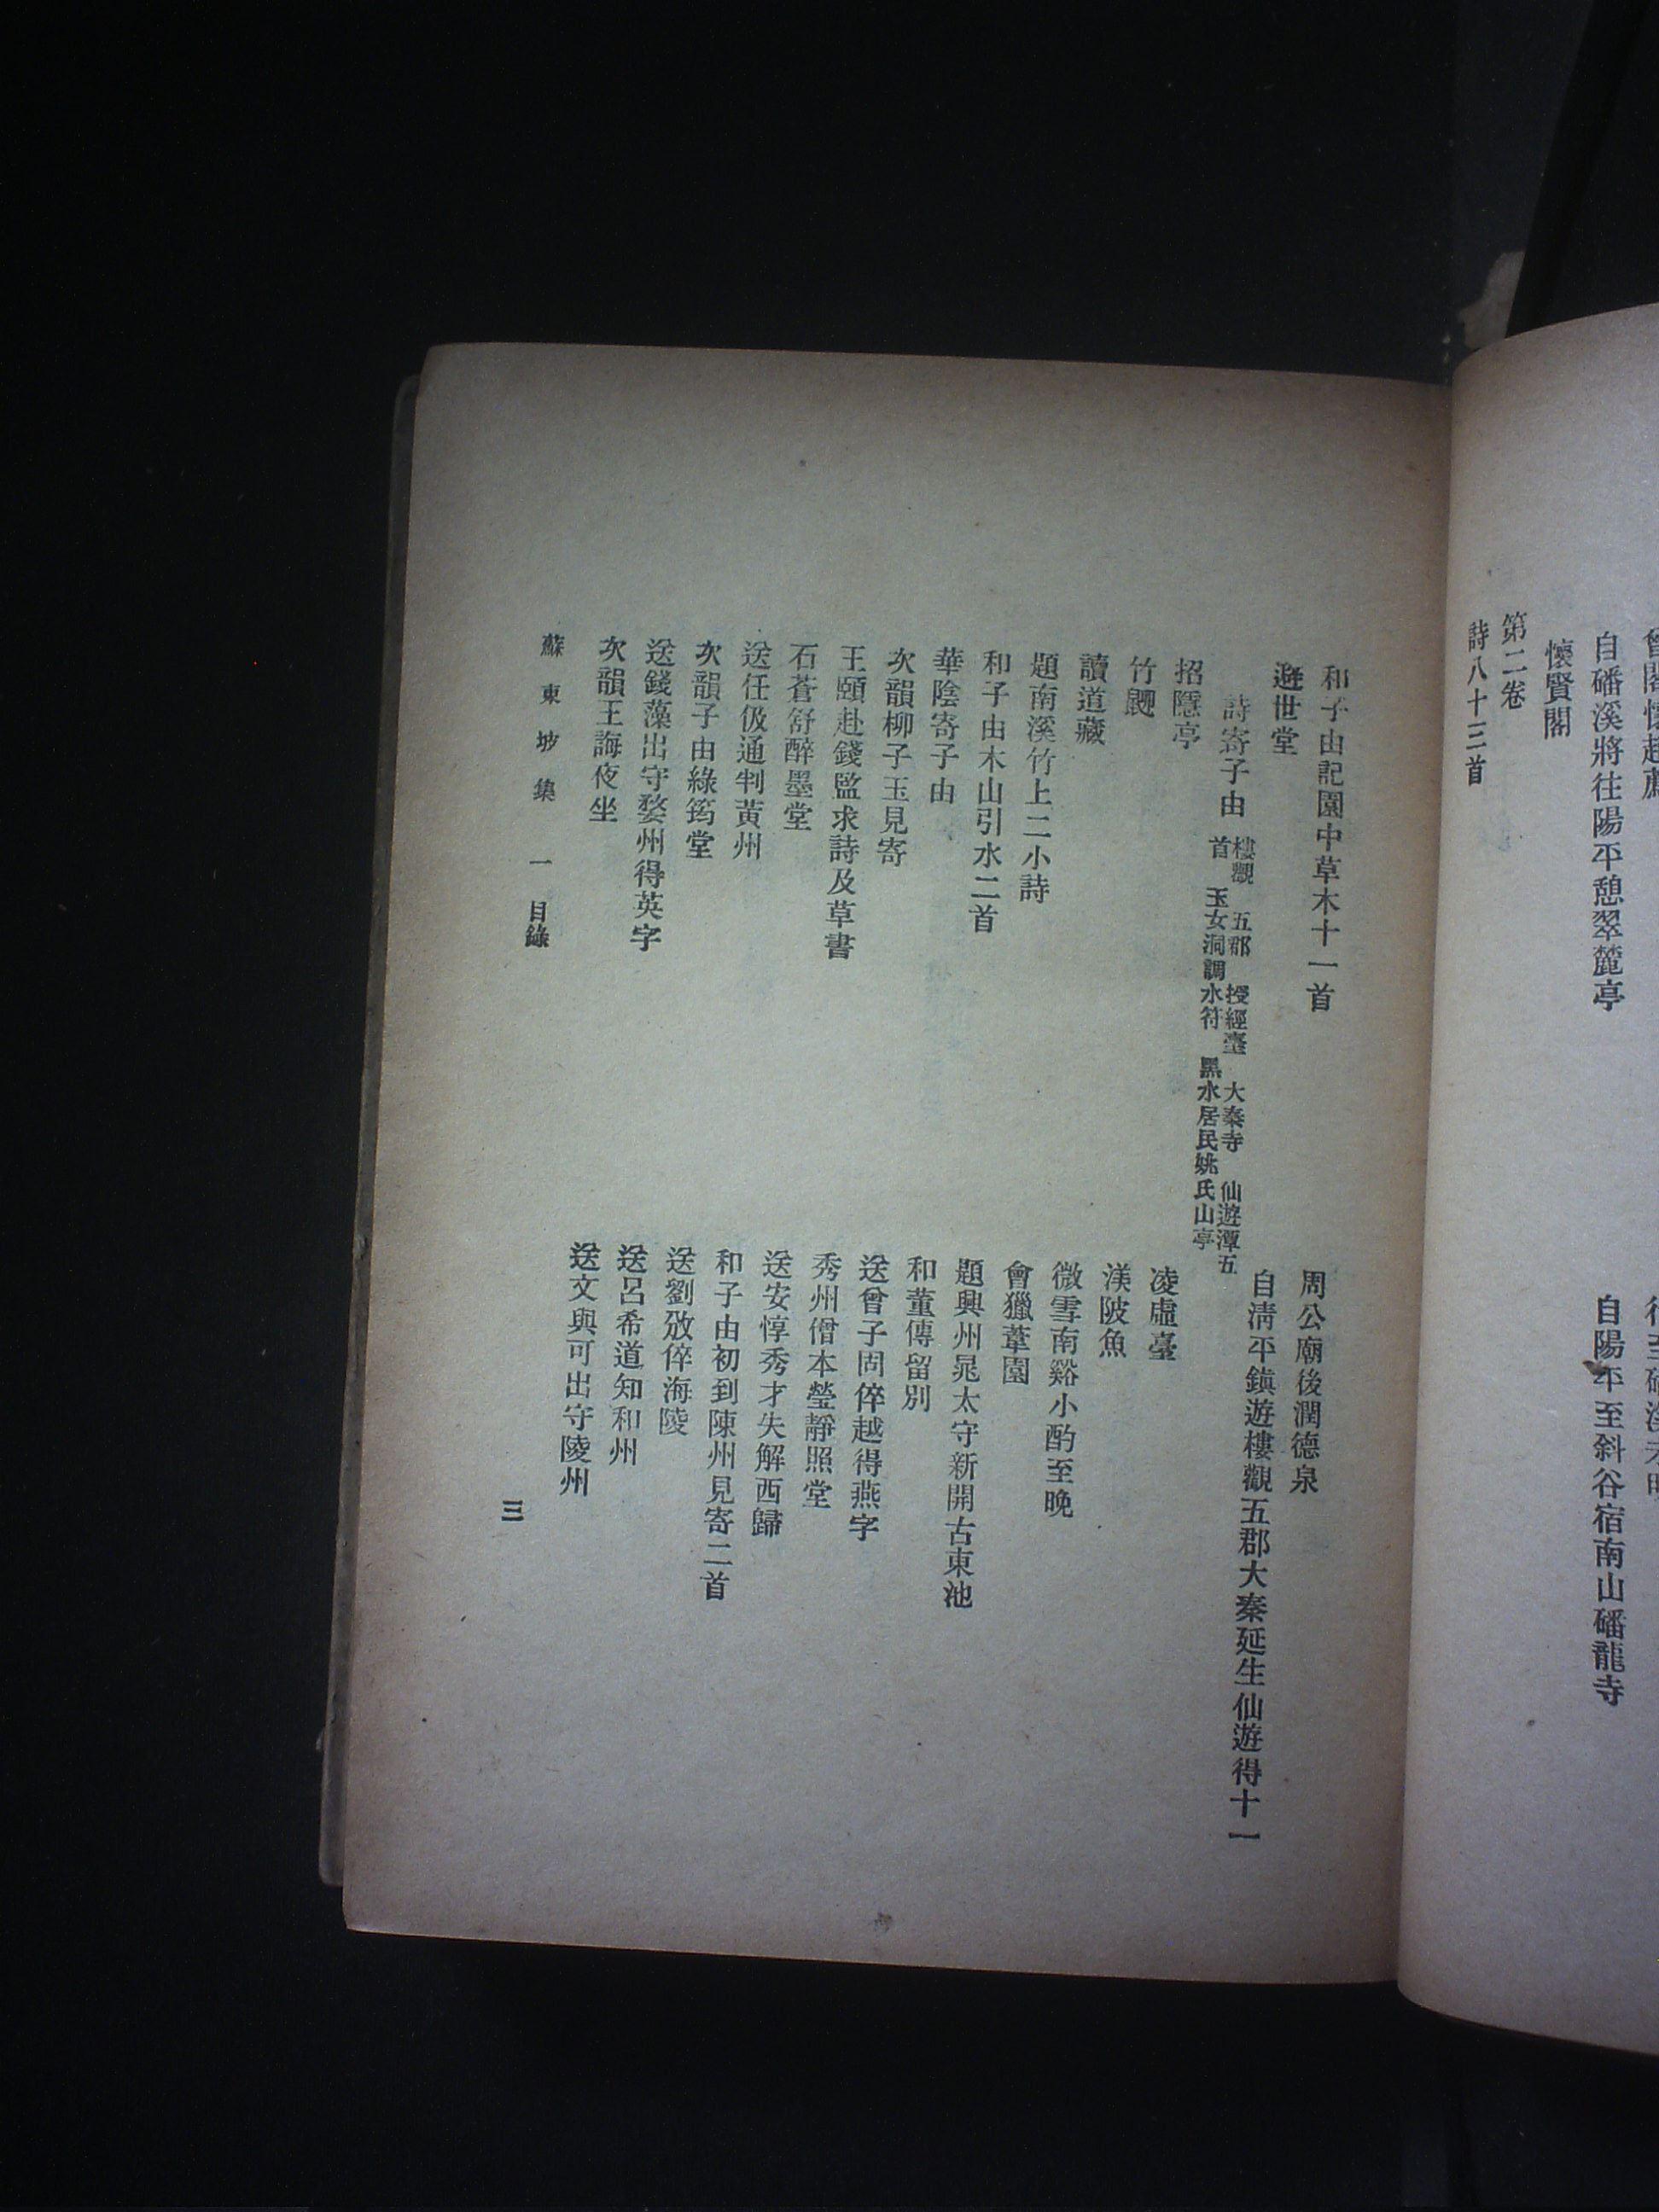 自磻溪將往陽平憩翠麓亭
自陽平至斜谷宿南山磻龍寺
懷賢閣
第二卷
詩八十三首
和子由記園中草木十一首
周公廟後潤德泉
避世堂
自清平鎮遊樓觀五郡大秦延生仙遊得十一
詩寄子由
樓觀 五郡 授經臺 大秦寺 仙遊潭五
首 玉女洞調水符 黑水居民姚氏山亭
招隱亭
凌虛臺
竹䶉
渼陂魚
讀道藏
微雪南谿小酌至晚
題南溪竹上二小詩
會獵葦園
和子由木山引水二首
題興州晁太守新開古東池
華陰寄子由
和董傳留別
次韻柳子玉見寄
送曾子固倅越得燕字
王頤赴錢監求詩及草書
秀州僧本瑩靜照堂
石蒼舒醉墨堂
送安惇秀才失解西歸
送任伋通判黃州
和子由初到陳州見寄二首
次韻子由綠筠堂
送劉攽倅海陵
送錢藻出守婺州得英字
送呂希道知和州
次韻王誨夜坐
送文與可出守陵州
蘇東坡集 一 目錄
三